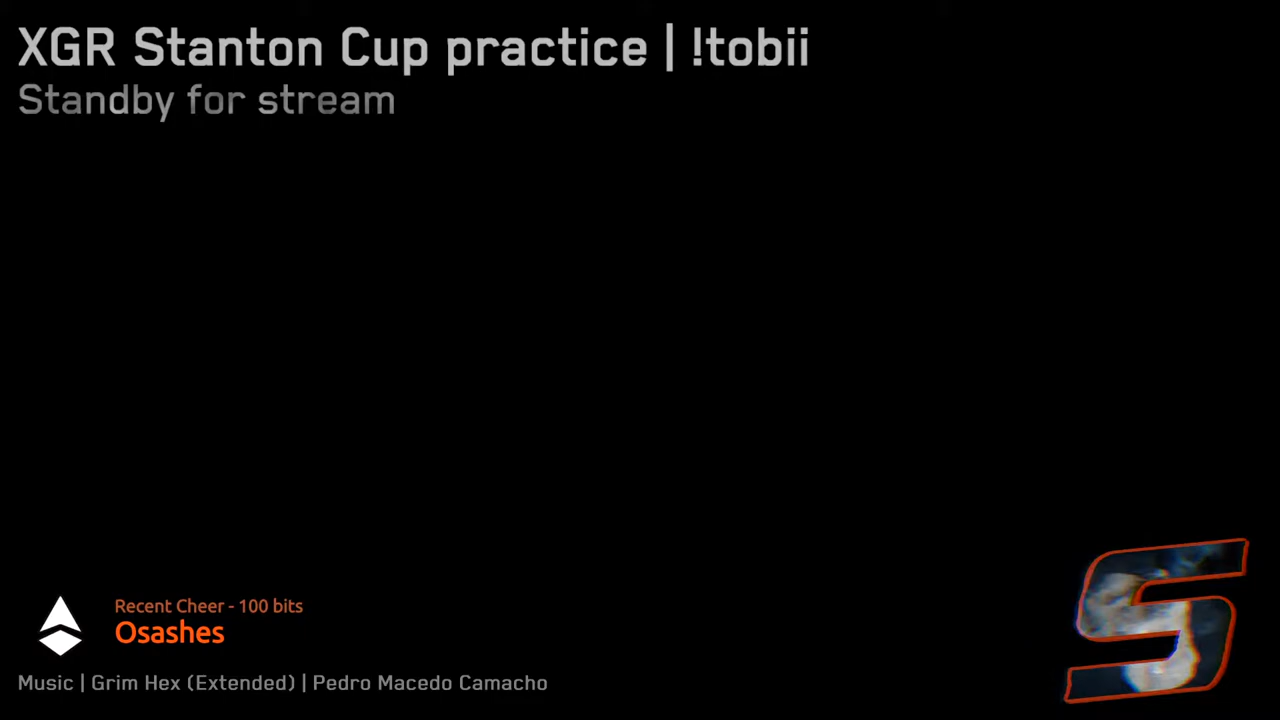 XGR Stanton Cup practice | !tobii
Standby for stream
Recent Cheer - 100 bits
Osashes
Music | Grim Hex (Extended) | Pedro Macedo Camacho
S